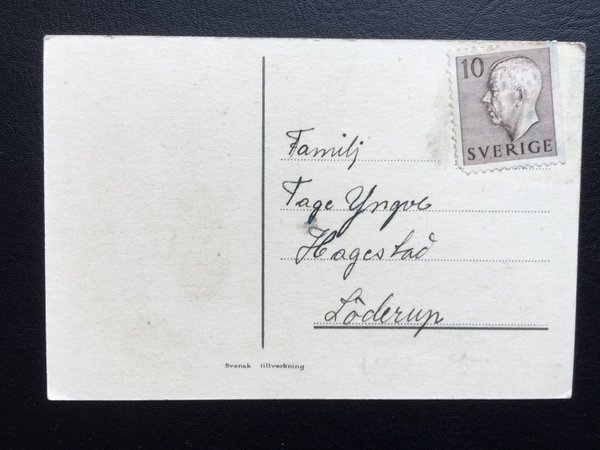 10
SVERIGE
Familj
Tage Yngve
Hagestad
Löderup
Svensk tillverkning